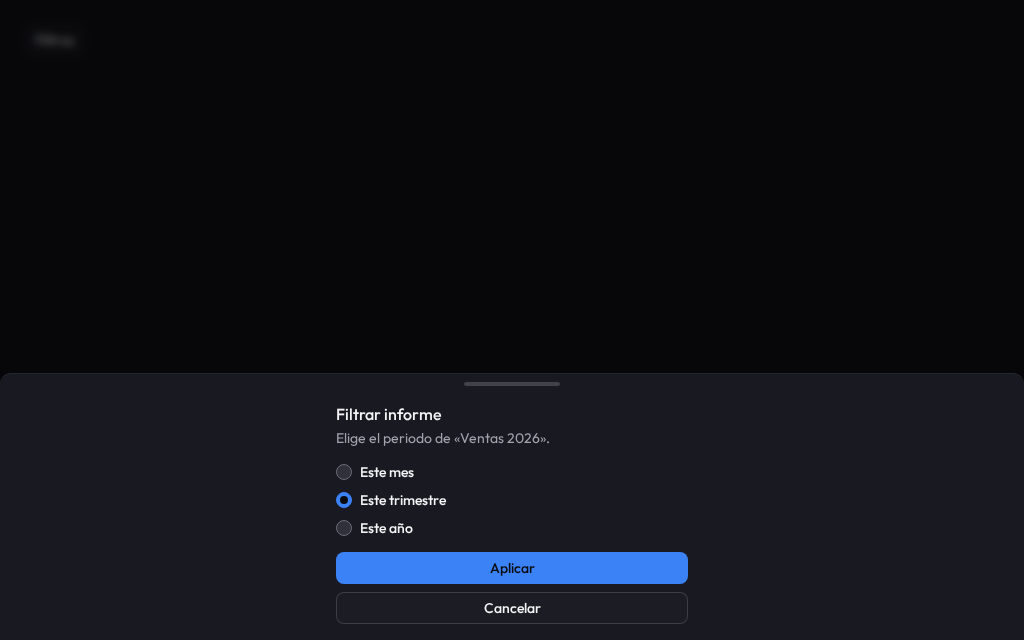 Filtrar informe
Elige el periodo de «Ventas 2026».
Este mes
Este trimestre
Este año
Aplicar
Cancelar